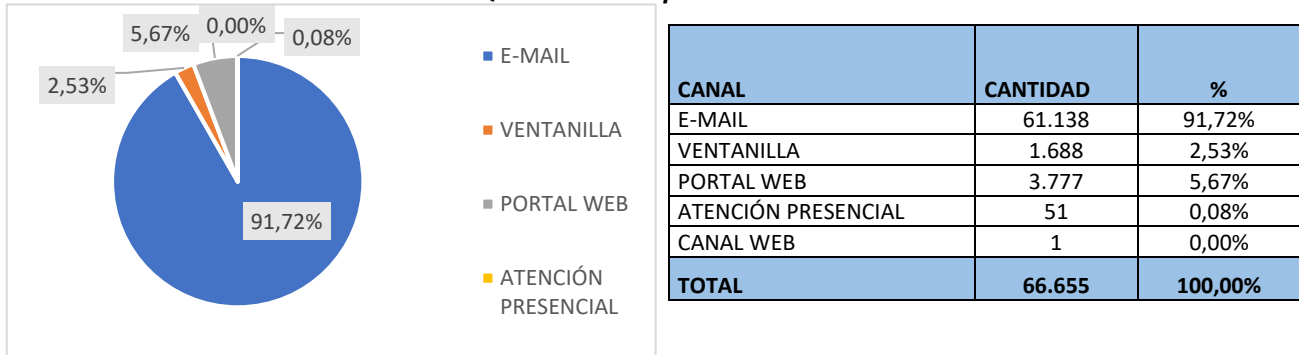 5,67%
0,00%
0,08%
2,53%
91,72%
E-MAIL
VENTANILLA
PORTAL WEB
ATENCIÓN
PRESENCIAL
CANAL CANTIDAD %
E-MAIL 61.138 91,72%
VENTANILLA 1.688 2,53%
PORTAL WEB 3.777 5,67%
ATENCIÓN PRESENCIAL 51 0,08%
CANAL WEB 1 0,00%
TOTAL 66.655 100,00%